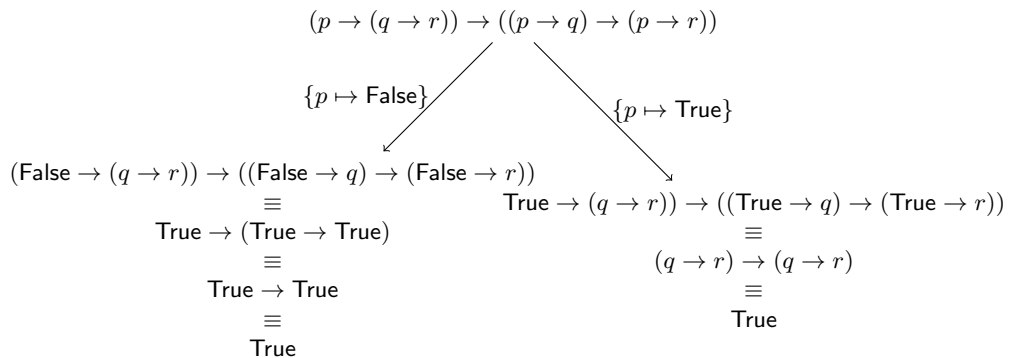 (p → (q → r)) → ((p → q) → (p → r))
{p ↦ False}
{p ↦ True}
(False → (q → r)) → ((False → q) → (False → r))
≡
True → (True → True)
≡
True → True
≡
True
True → (q → r)) → ((True → q) → (True → r))
≡
(q → r) → (q → r)
≡
True